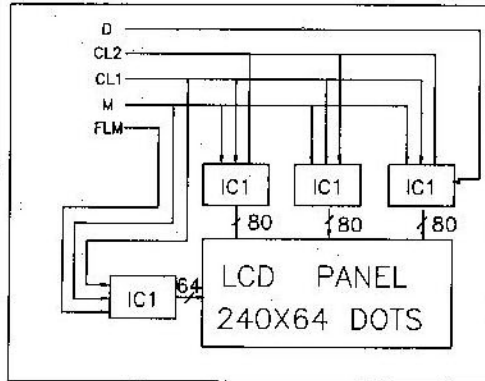 D
CL2
CL1
M
FLM
IC1 IC1 IC1
80 80 80
64
IC1
LCD PANEL
240X64 DOTS